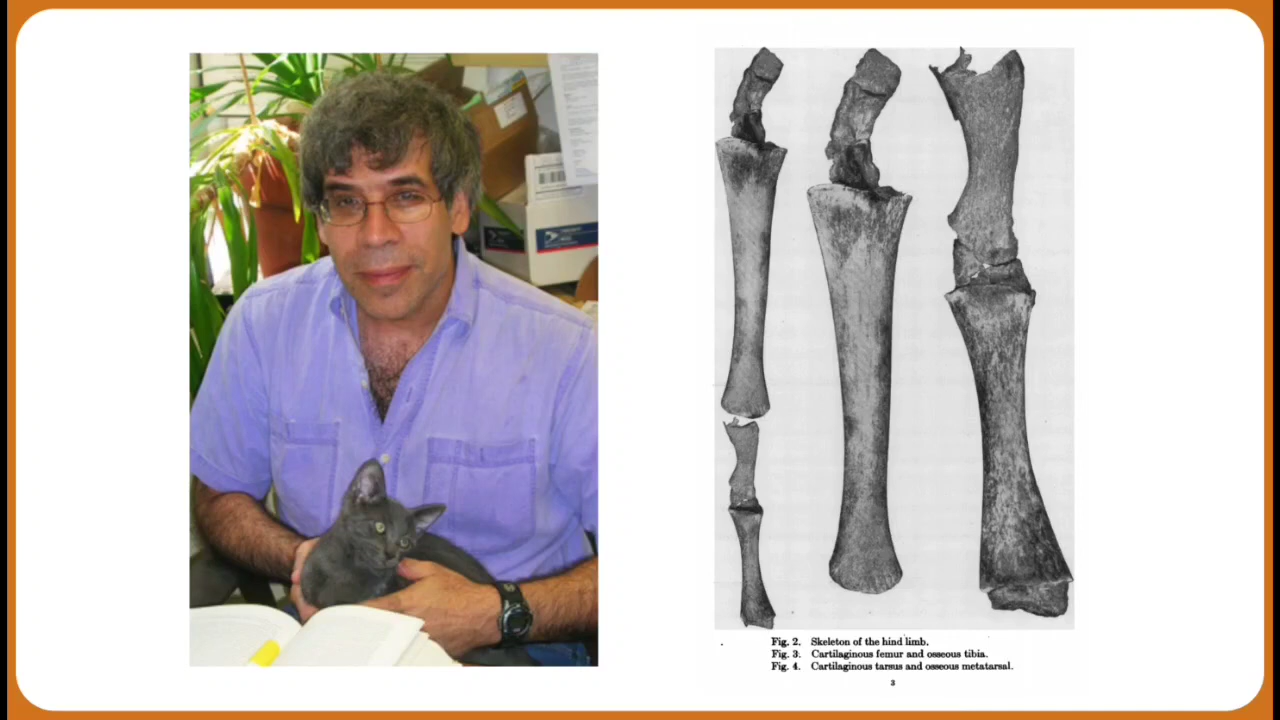 Fig. 2. Skeleton of the hind limb.
Fig. 3. Cartilaginous femur and osseous tibia.
Fig. 4. Cartilaginous tarsus and osseous metatarsal.
3